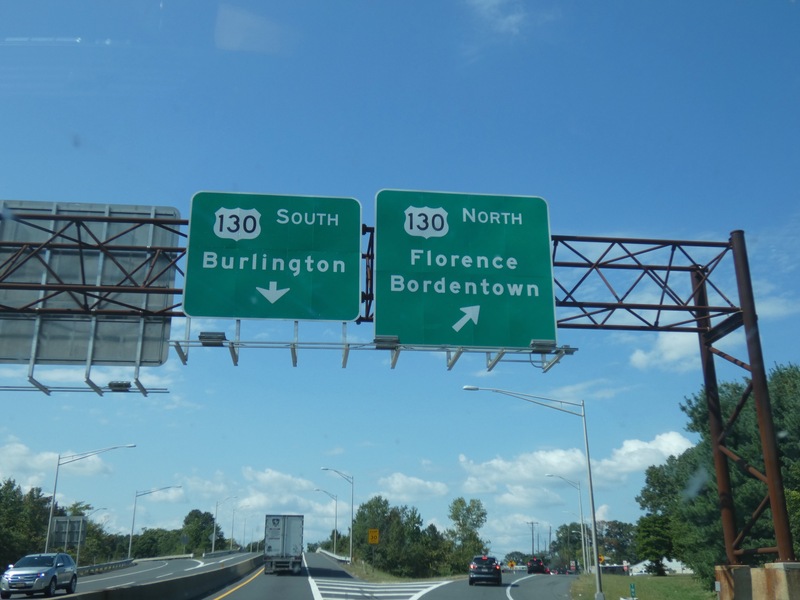 130 SOUTH
Burlington
130 NORTH
Florence
Bordentown